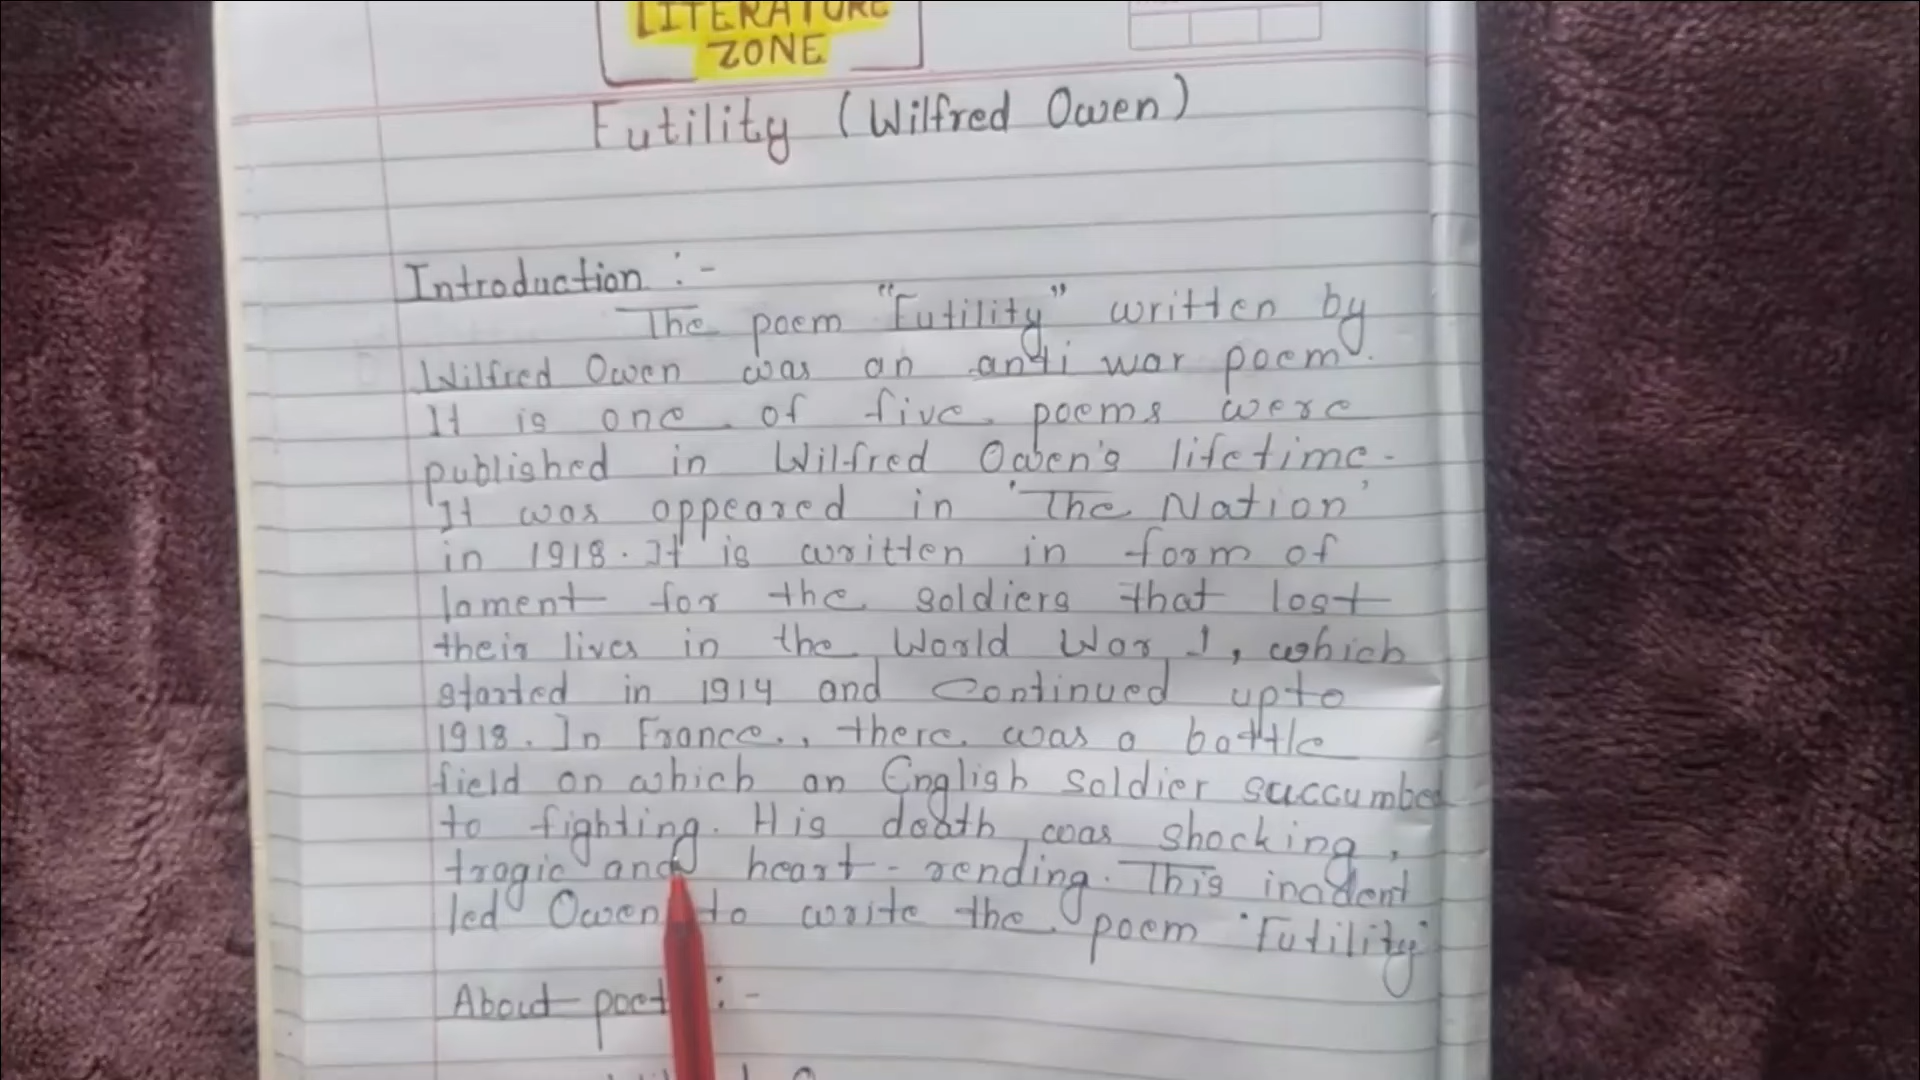 LITERATURE
ZONE
Futility (Wilfred Owen)
Introduction :-
The poem "Futility" written by
Wilfred Owen was an anti war poem.
It is one of five poems were
published in Wilfred Owen's lifetime.
It was appeared in 'The Nation'
in 1918. It is written in form of
lament for the soldiers that lost
their lives in the World War I, which
started in 1914 and continued upto
1918. In France, there was a battle
field on which an English soldier succumbed
to fighting. His death was shocking,
tragic and heart-rending. This incident
led Owen to write the poem 'Futility'
About poet :-